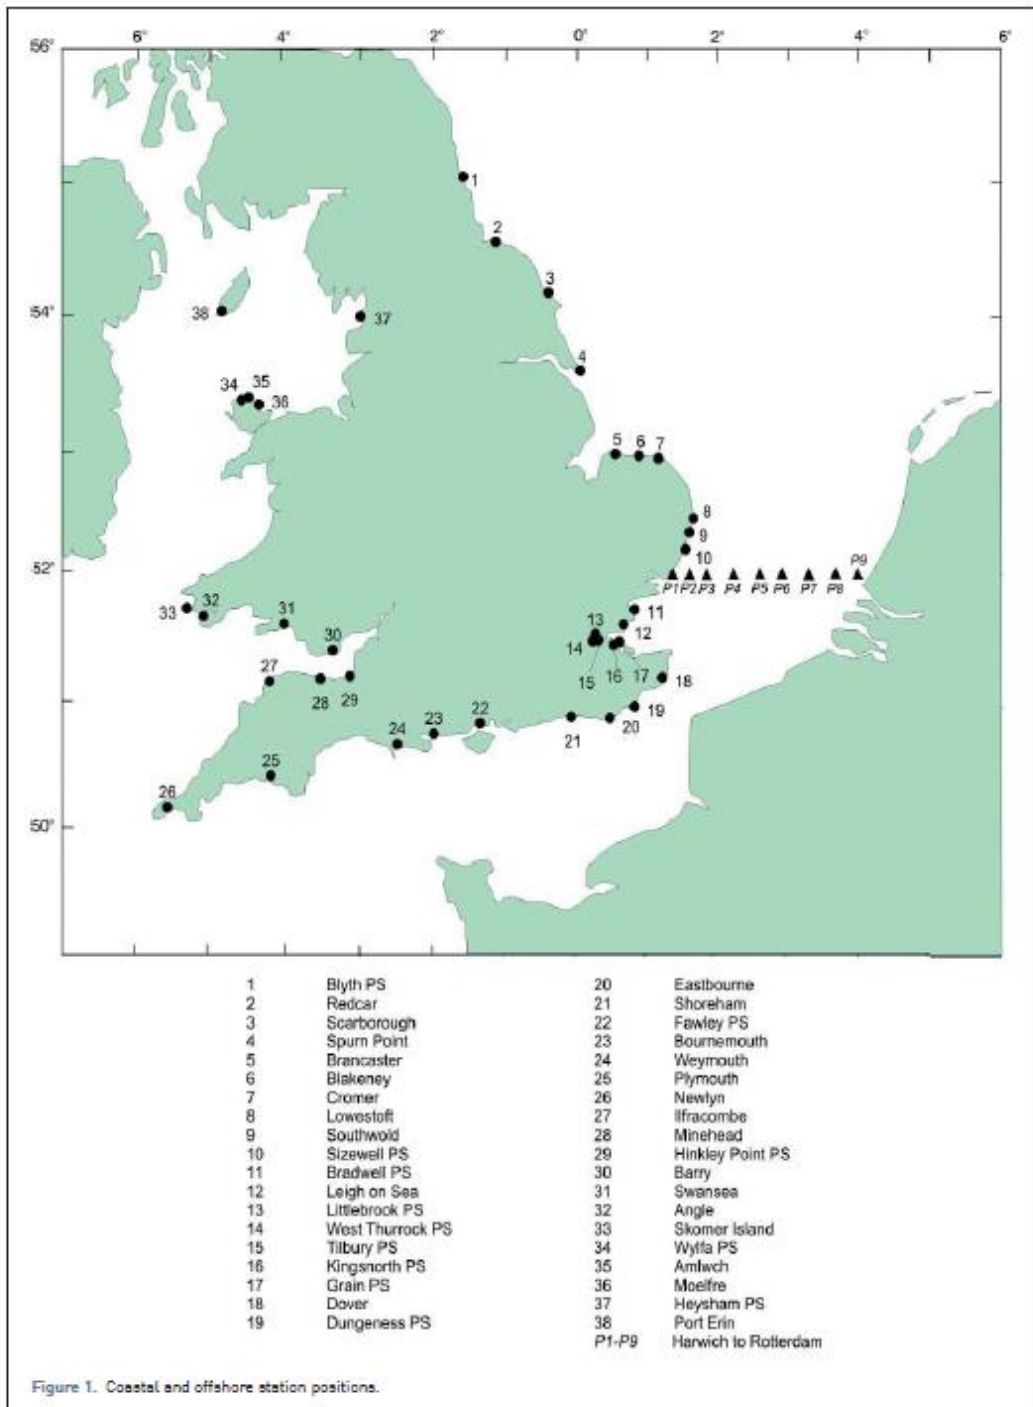 6° 4° 2° 0° 2° 4° 6°
56°
1
2
3
54°
38
37
4
34 35
36
5 6 7
8
9
10
P9
52°
P1 P2 P3 P4 P5 P6 P7 P8
33 32
31
13
11
30
14
12
27
15 16 17
18
28 29
22
19
24 23
20
21
25
26
50°
1 Blyth PS 20 Eastbourne
2 Redcar 21 Shoreham
3 Scarborough 22 Fawley PS
4 Spurn Point 23 Bournemouth
5 Brancaster 24 Weymouth
6 Blakeney 25 Plymouth
7 Cromer 26 Newlyn
8 Lowestoft 27 Ilfracombe
9 Southwold 28 Minehead
10 Sizewell PS 29 Hinkley Point PS
11 Bradwell PS 30 Barry
12 Leigh on Sea 31 Swansea
13 Littlebrook PS 32 Angle
14 West Thurrock PS 33 Skomer Island
15 Tilbury PS 34 Wylfa PS
16 Kingsnorth PS 35 Amlwch
17 Grain PS 36 Moelfre
18 Dover 37 Heysham PS
19 Dungeness PS 38 Port Erin
P1-P9 Harwich to Rotterdam
Figure 1. Coastal and offshore station positions.